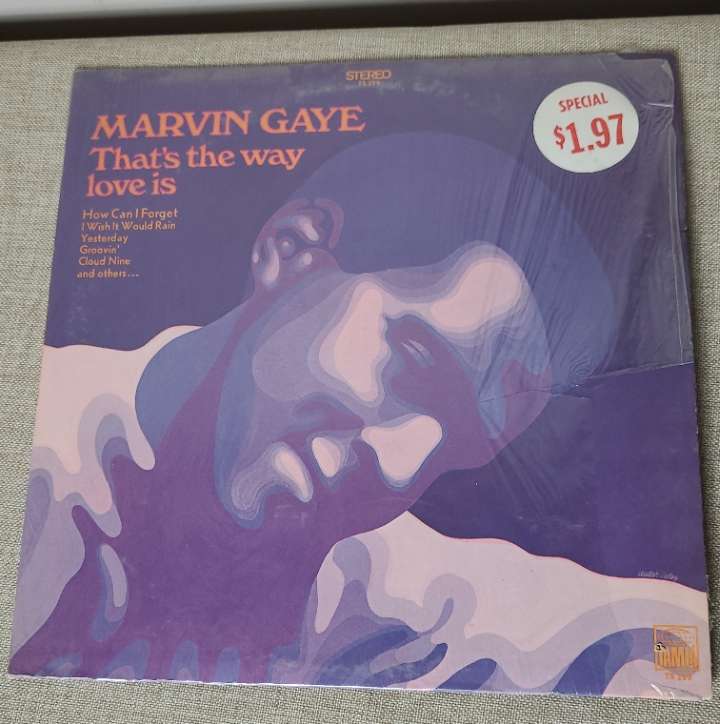 STEREO
MARVIN GAYE
That's the way
love is
How Can I Forget
I Wish It Would Rain
Yesterday
Groovin'
Cloud Nine
and others...
SPECIAL
$1.97
TAMLA